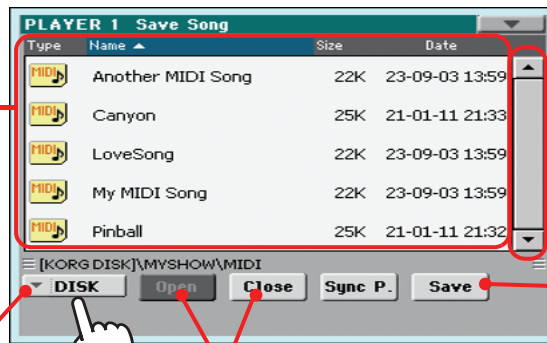 PLAYER 1 Save Song
Type Name Size Date
MIDI Another MIDI Song 22K 23-09-03 13:59
MIDI Canyon 25K 21-01-11 21:33
MIDI LoveSong 22K 23-09-03 13:59
MIDI My MIDI Song 22K 23-09-03 13:59
MIDI Pinball 25K 21-01-11 21:32
[KORG DISK]\MYSHOW\MIDI
DISK Open Close Sync P. Save